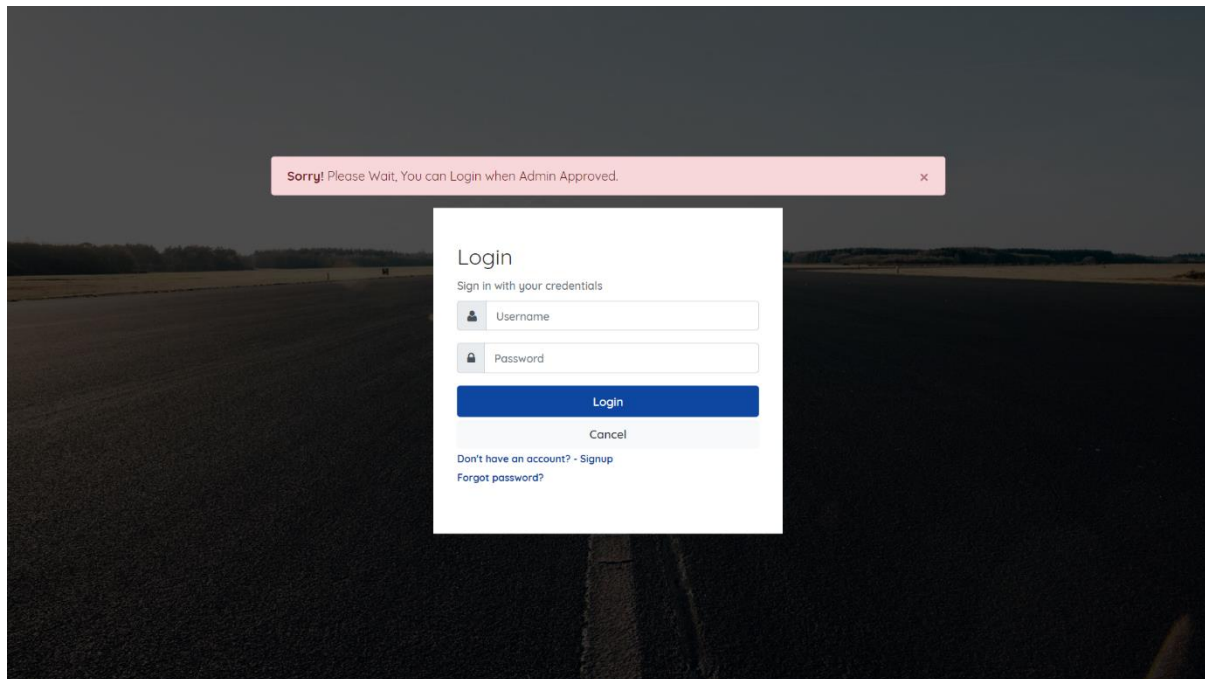 Sorry! Please Wait, You can Login when Admin Approved. ×
Login
Sign in with your credentials
Username
Password
Login
Cancel
Don't have an account? - Signup
Forgot password?